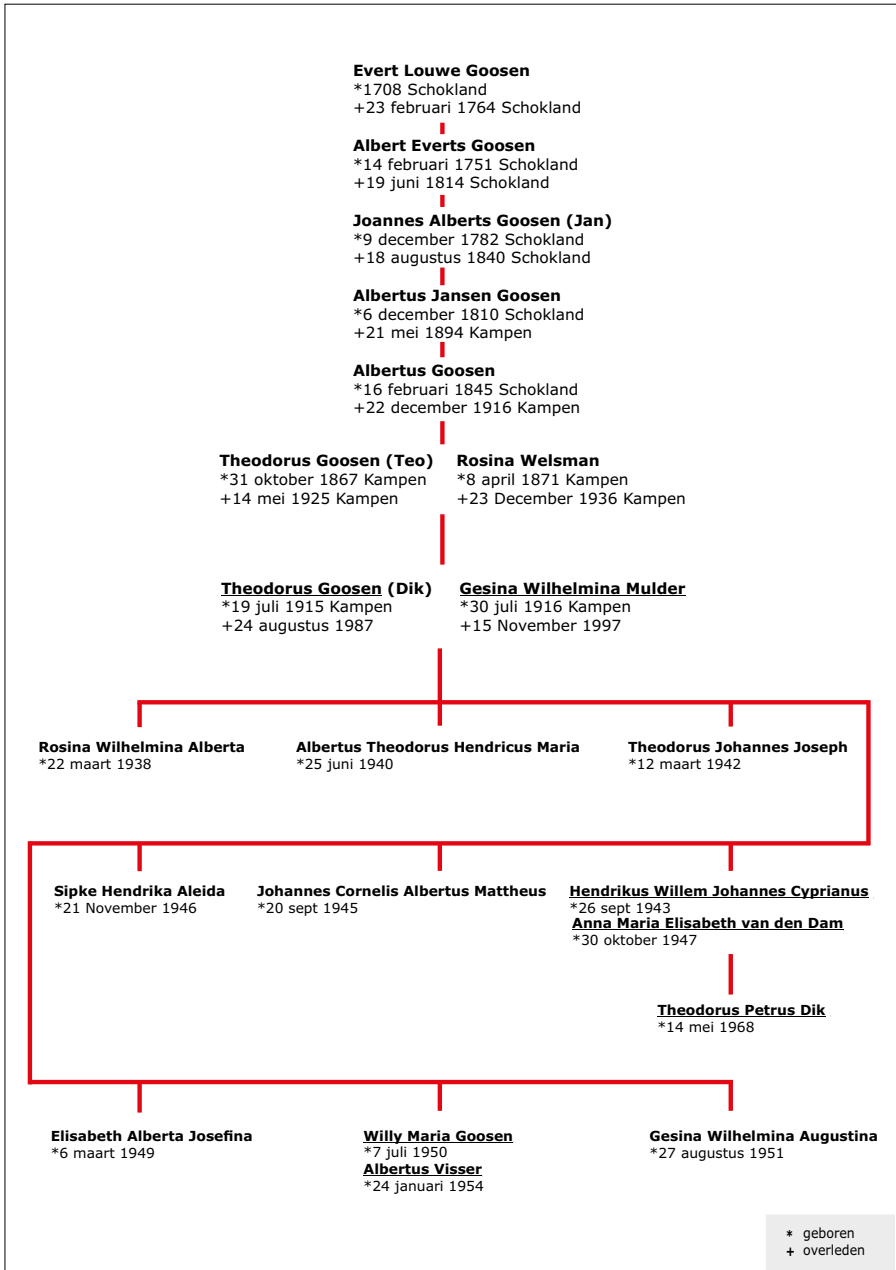 Evert Louwe Goosen
*1708 Schokland
+23 februari 1764 Schokland
Albert Everts Goosen
*14 februari 1751 Schokland
+19 juni 1814 Schokland
Joannes Alberts Goosen (Jan)
*9 december 1782 Schokland
+18 augustus 1840 Schokland
Albertus Jansen Goosen
*6 december 1810 Schokland
+21 mei 1894 Kampen
Albertus Goosen
*16 februari 1845 Schokland
+22 december 1916 Kampen
Theodorus Goosen (Teo)
*31 oktober 1867 Kampen
+14 mei 1925 Kampen
Rosina Welsman
*8 april 1871 Kampen
+23 December 1936 Kampen
Theodorus Goosen (Dik)
*19 juli 1915 Kampen
+24 augustus 1987
Gesina Wilhelmina Mulder
*30 juli 1916 Kampen
+15 November 1997
Rosina Wilhelmina Alberta
*22 maart 1938
Albertus Theodorus Hendricus Maria
*25 juni 1940
Theodorus Johannes Joseph
*12 maart 1942
Sipke Hendrika Aleida
*21 November 1946
Johannes Cornelis Albertus Mattheus
*20 sept 1945
Hendrikus Willem Johannes Cyprianus
*26 sept 1943
Anna Maria Elisabeth van den Dam
*30 oktober 1947
Theodorus Petrus Dik
*14 mei 1968
Elisabeth Alberta Josefina
*6 maart 1949
Willy Maria Goosen
*7 juli 1950
Albertus Visser
*24 januari 1954
Gesina Wilhelmina Augustina
*27 augustus 1951
* geboren
+ overleden